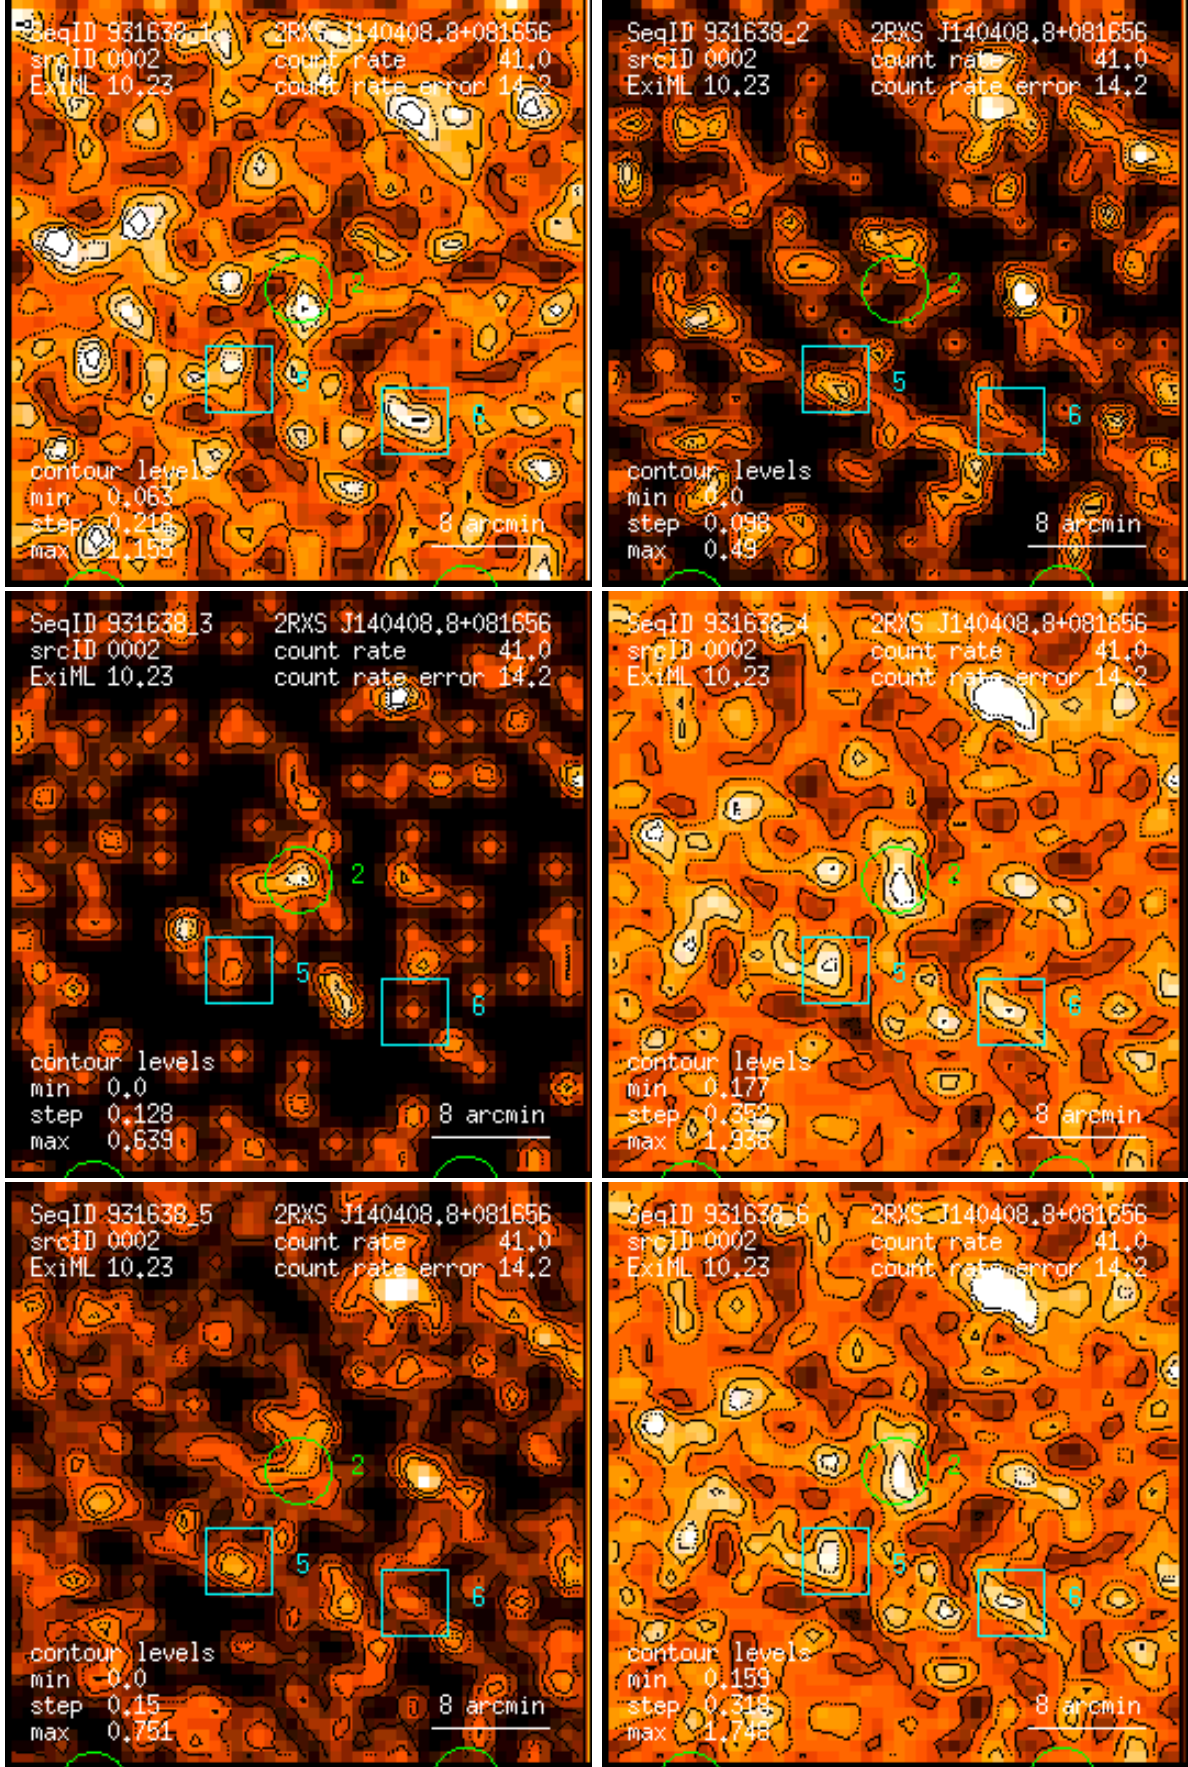 SeqID 931638_1 2RXS J140408.8+081656
srcID 0002 count rate 41.0
ExiML 10.23 count rate error 14.2
2
5
6
contour levels
min 0.063
step 0.218
max 1.155
8 arcmin
SeqID 931638_2 2RXS J140408.8+081656
srcID 0002 count rate 41.0
ExiML 10.23 count rate error 14.2
2
5
6
contour levels
min 0.0
step 0.098
max 0.49
8 arcmin
SeqID 931638_3 2RXS J140408.8+081656
srcID 0002 count rate 41.0
ExiML 10.23 count rate error 14.2
2
5
6
contour levels
min 0.0
step 0.128
max 0.639
8 arcmin
SeqID 931638_4 2RXS J140408.8+081656
srcID 0002 count rate 41.0
ExiML 10.23 count rate error 14.2
2
5
6
contour levels
min 0.177
step 0.352
max 1.938
8 arcmin
SeqID 931638_5 2RXS J140408.8+081656
srcID 0002 count rate 41.0
ExiML 10.23 count rate error 14.2
2
5
6
contour levels
min 0.0
step 0.15
max 0.751
8 arcmin
SeqID 931638_6 2RXS J140408.8+081656
srcID 0002 count rate 41.0
ExiML 10.23 count rate error 14.2
2
5
6
contour levels
min 0.159
step 0.318
max 1.748
8 arcmin